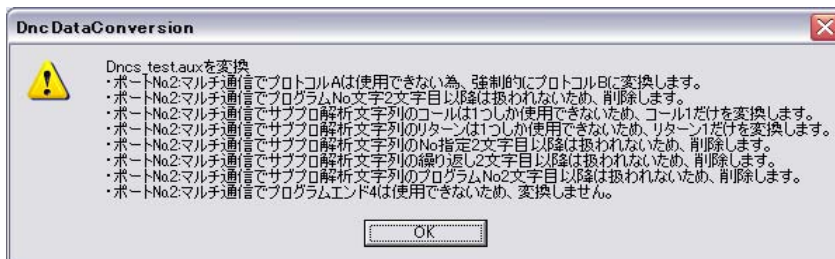 DncDataConversion
Dncs_test.auxを変換
・ポートNo.2:マルチ通信でプロトコルAは使用できない為、強制的にプロトコルBに変換します。
・ポートNo.2:マルチ通信でプログラムNo文字2文字目以降は扱われないため、削除します。
・ポートNo.2:マルチ通信でサブプロ解析文字列のコールは1つしか使用できないため、コール1だけを変換します。
・ポートNo.2:マルチ通信でサブプロ解析文字列のリターンは1つしか使用できないため、リターン1だけを変換します。
・ポートNo.2:マルチ通信でサブプロ解析文字列のNo指定2文字目以降は扱われないため、削除します。
・ポートNo.2:マルチ通信でサブプロ解析文字列の繰り返し2文字目以降は扱われないため、削除します。
・ポートNo.2:マルチ通信でサブプロ解析文字列のプログラムNo2文字目以降は扱われないため、削除します。
・ポートNo.2:マルチ通信でプログラムエンド4は使用できないため、変換しません。
OK